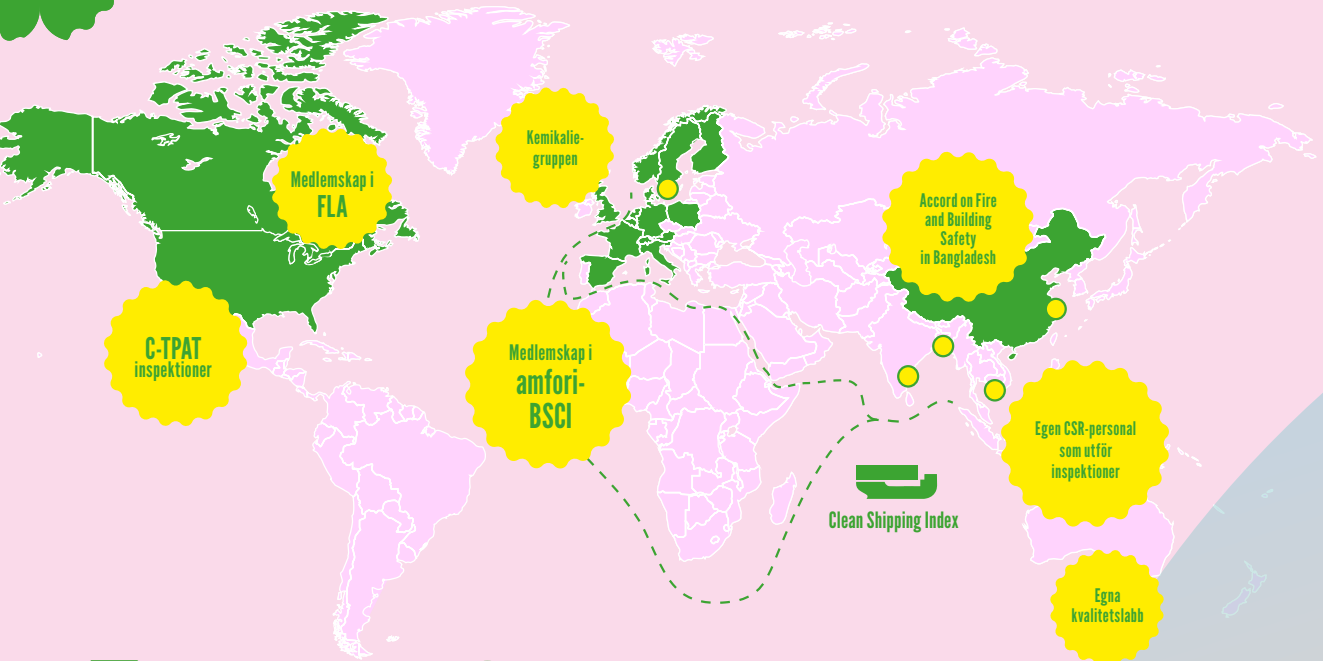 Kemikalie-
gruppen
Medlemskap i
FLA
Accord on Fire
and Building
Safety
in Bangladesh
C-TPAT
inspektioner
Medlemskap i
amfori-
BSCI
Egen CSR-personal
som utför
inspektioner
Clean Shipping Index
Egna
kvalitetslabb